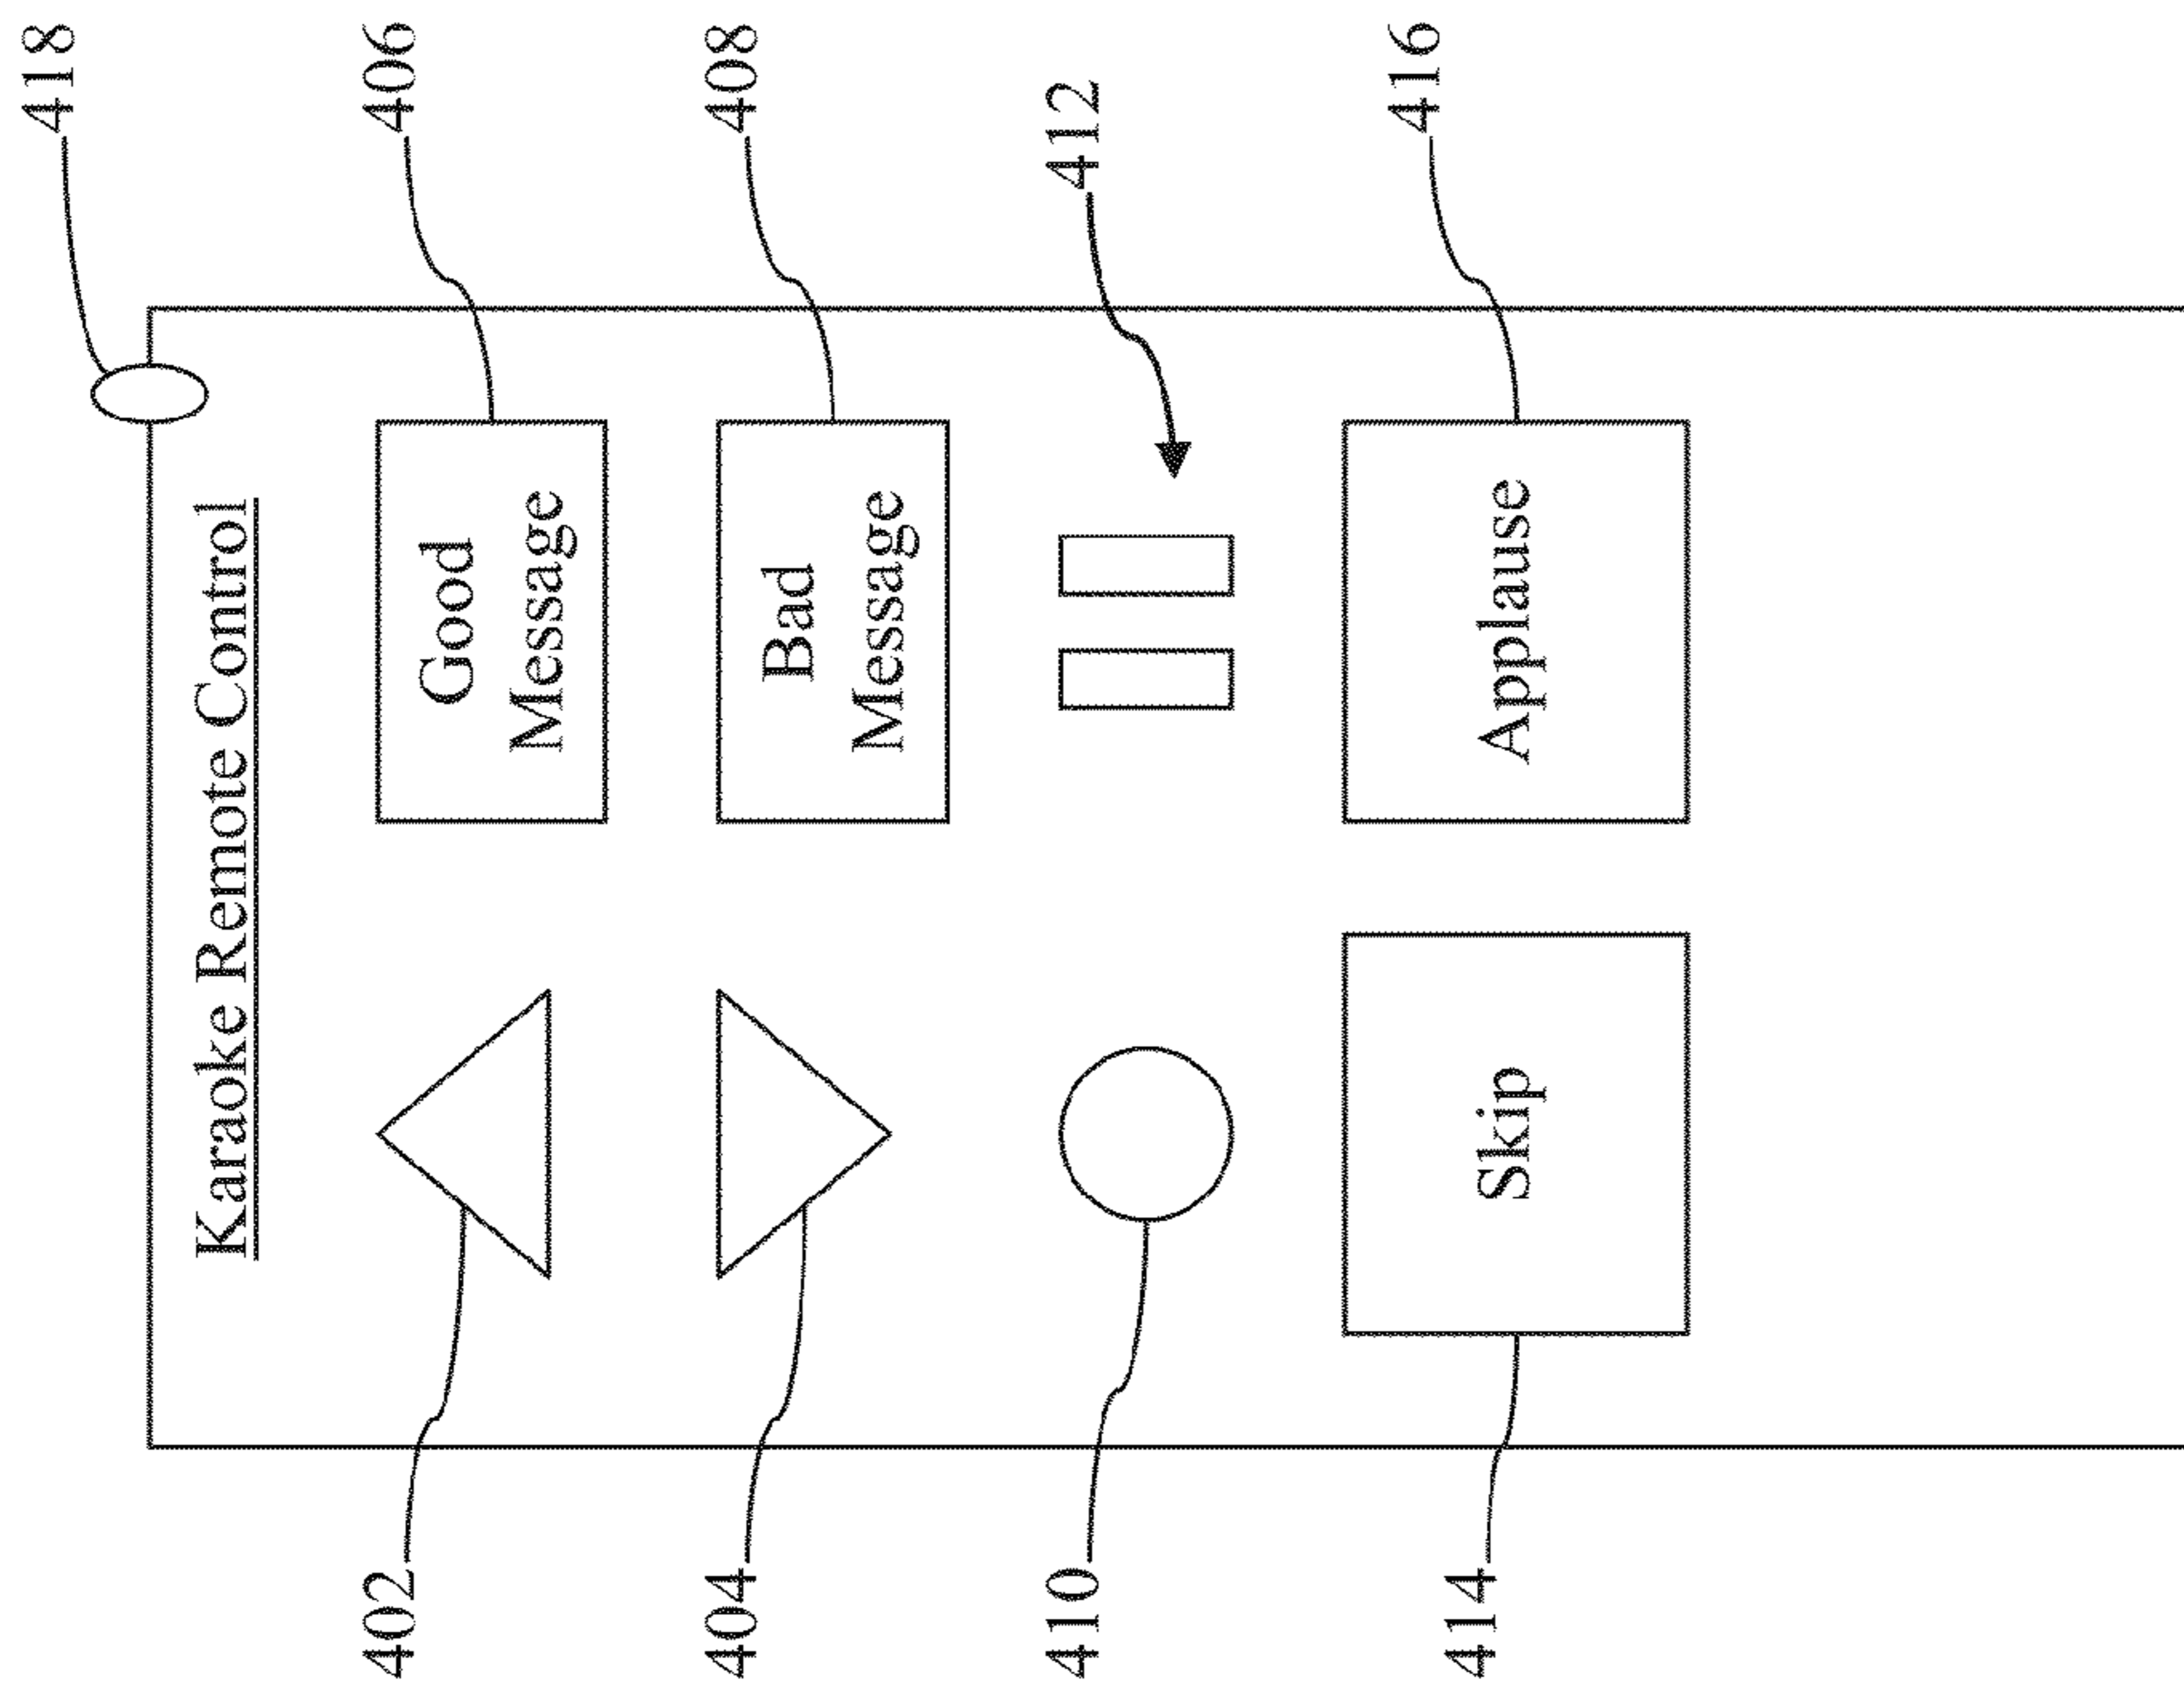 418
Karaoke Remote Control
402
406
Good
Message
404
408
Bad
Message
410
412
414
416
Skip
Applause